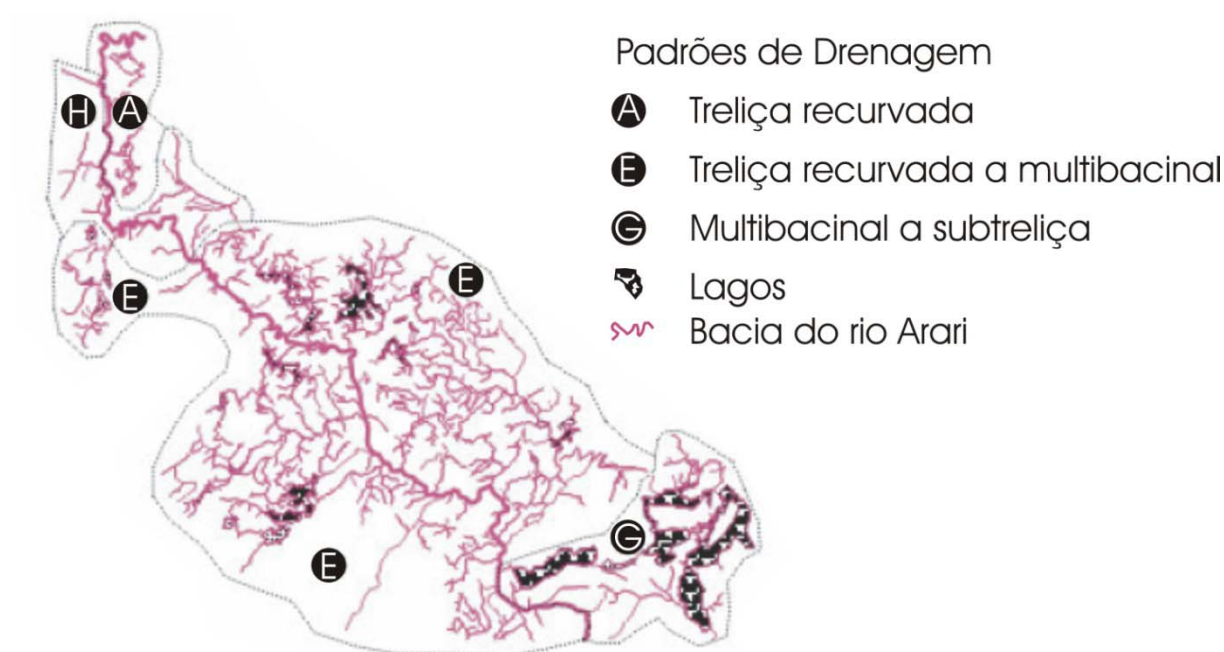 Padrões de Drenagem
A Treliça recurvada
E Treliça recurvada a multibacinal
G Multibacinal a subtreliça
Lagos
Bacia do rio Arari
H A
E
E
G
E